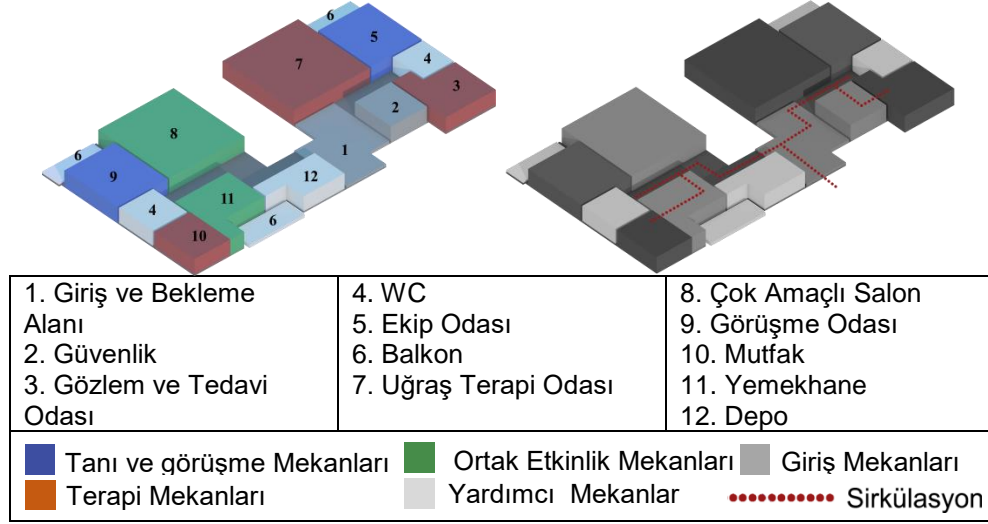 6
5
4
7
3
2
8
1
6
12
9
11
4
6
10
1. Giriş ve Bekleme
Alanı
2. Güvenlik
3. Gözlem ve Tedavi
Odası
4. WC
5. Ekip Odası
6. Balkon
7. Uğraş Terapi Odası
8. Çok Amaçlı Salon
9. Görüşme Odası
10. Mutfak
11. Yemekhane
12. Depo
Tanı ve görüşme Mekanları
Ortak Etkinlik Mekanları
Giriş Mekanları
Terapi Mekanları
Yardımcı Mekanlar
Sirkülasyon